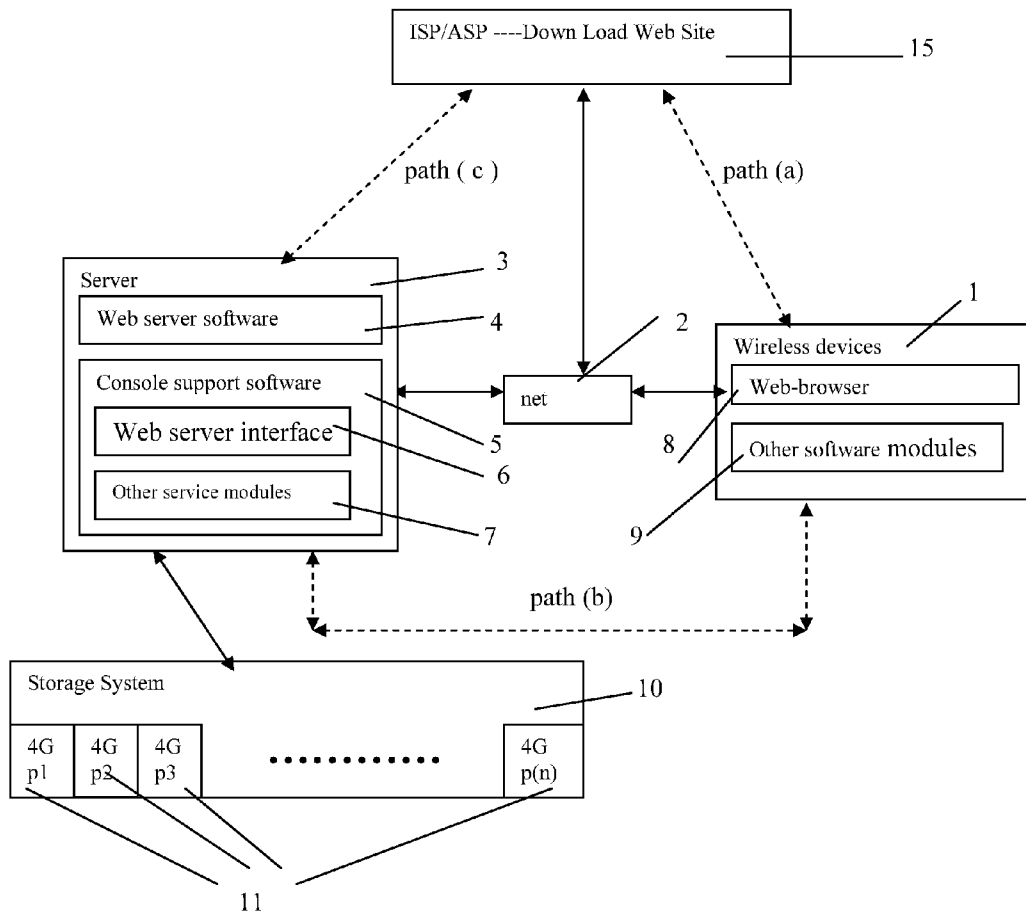 ISP/ASP ----Down Load Web Site
15
path ( c )
path (a)
Server
3
Web server software
4
Console support software
5
Web server interface
6
Other service modules
7
2
net
1
Wireless devices
Web-browser
8
Other software modules
9
path (b)
Storage System
10
4G
p1
4G
p2
4G
p3
............
4G
p(n)
11